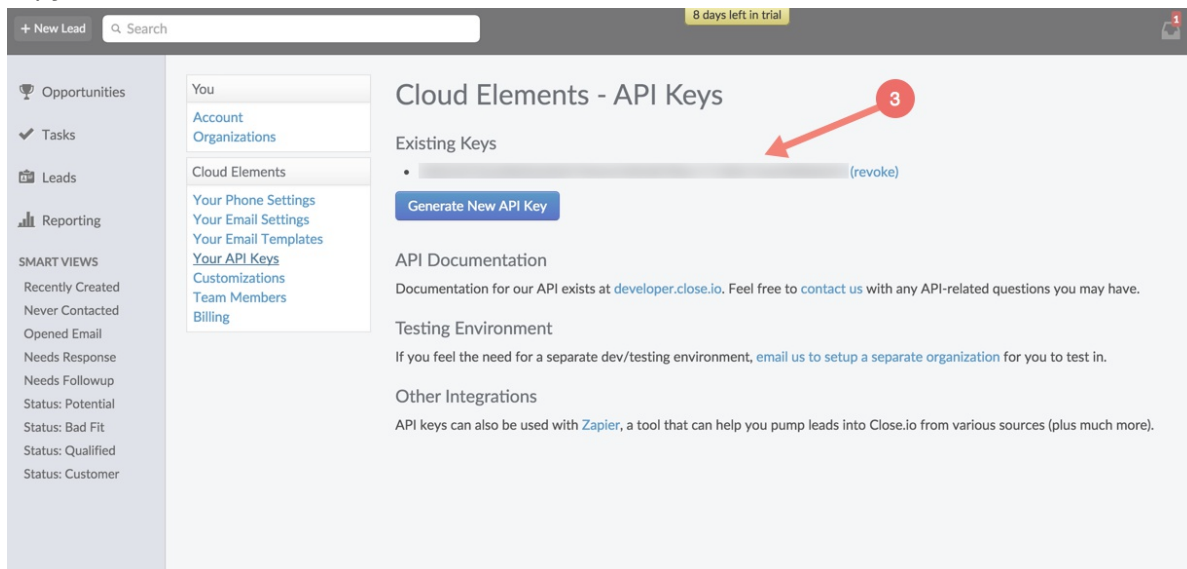 + New Lead
Search
8 days left in trial
1
Opportunities
Tasks
Leads
Reporting
SMART VIEWS
Recently Created
Never Contacted
Opened Email
Needs Response
Needs Followup
Status: Potential
Status: Bad Fit
Status: Qualified
Status: Customer
You
Account
Organizations
Cloud Elements
Your Phone Settings
Your Email Settings
Your Email Templates
Your API Keys
Customizations
Team Members
Billing
Cloud Elements - API Keys
3
Existing Keys
(revoke)
Generate New API Key
API Documentation
Documentation for our API exists at developer.close.io. Feel free to contact us with any API-related questions you may have.
Testing Environment
If you feel the need for a separate dev/testing environment, email us to setup a separate organization for you to test in.
Other Integrations
API keys can also be used with Zapier, a tool that can help you pump leads into Close.io from various sources (plus much more).